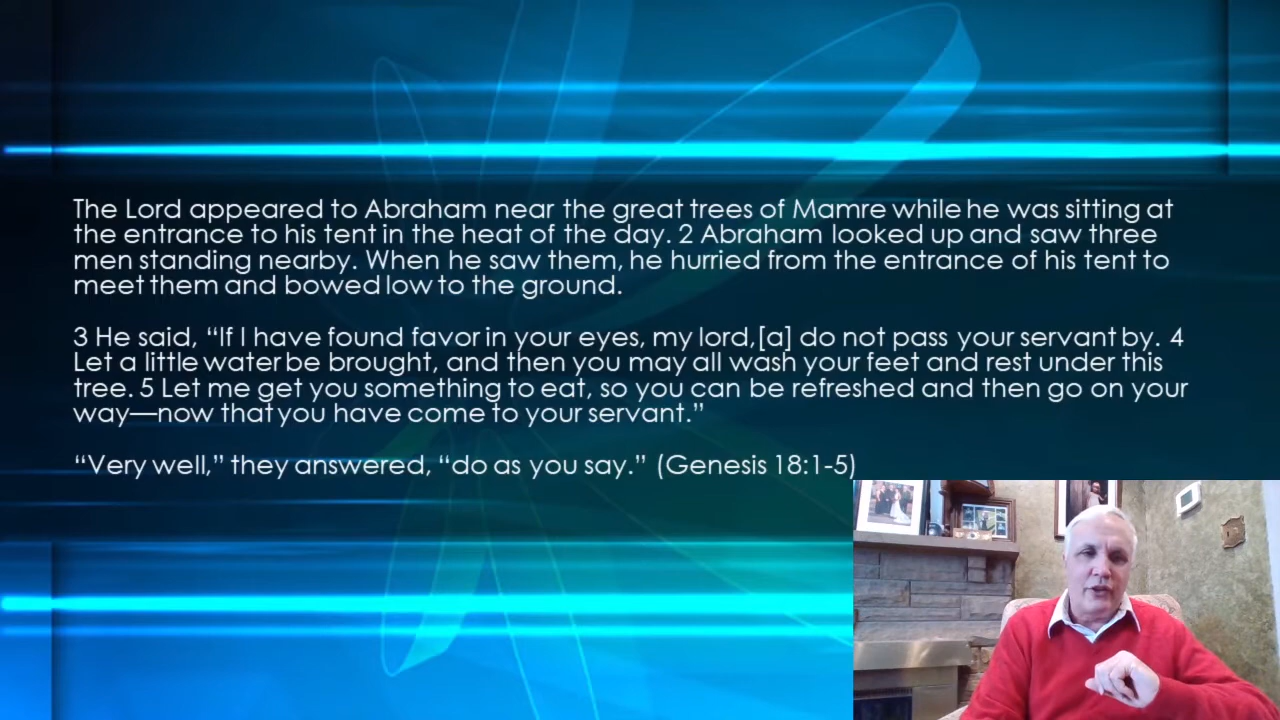 The Lord appeared to Abraham near the great trees of Mamre while he was sitting at
the entrance to his tent in the heat of the day. 2 Abraham looked up and saw three
men standing nearby. When he saw them, he hurried from the entrance of his tent to
meet them and bowed low to the ground.
3 He said, “If I have found favor in your eyes, my lord,[a] do not pass your servant by. 4
Let a little water be brought, and then you may all wash your feet and rest under this
tree. 5 Let me get you something to eat, so you can be refreshed and then go on your
way—now that you have come to your servant.”
“Very well,” they answered, “do as you say.” (Genesis 18:1-5)